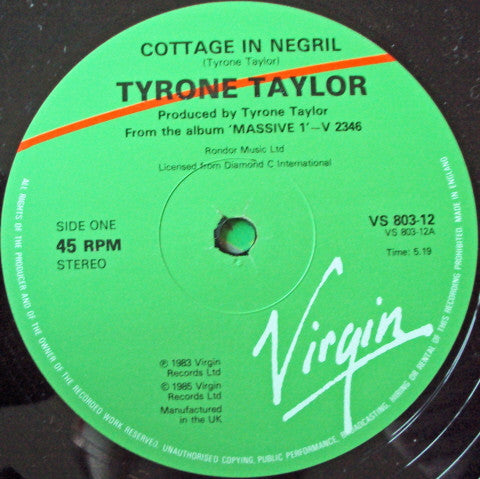 COTTAGE IN NEGRIL
(Tyrone Taylor)
TYRONE TAYLOR
Produced by Tyrone Taylor
From the album 'MASSIVE 1'–V 2346
Rondor Music Ltd
Licensed from Diamond C International
SIDE ONE
45 RPM
STEREO
VS 803-12
VS 803-12A
Time: 5.19
Virgin
℗ 1983 Virgin
Records Ltd
© 1985 Virgin
Records Ltd
Manufactured
in the UK
ALL RIGHTS OF THE PRODUCER AND OF THE OWNER OF THE RECORDED WORK RESERVED. UNAUTHORISED COPYING, PUBLIC PERFORMANCE, BROADCASTING, HIRING OR RENTAL OF THIS RECORDING PROHIBITED. MADE IN ENGLAND